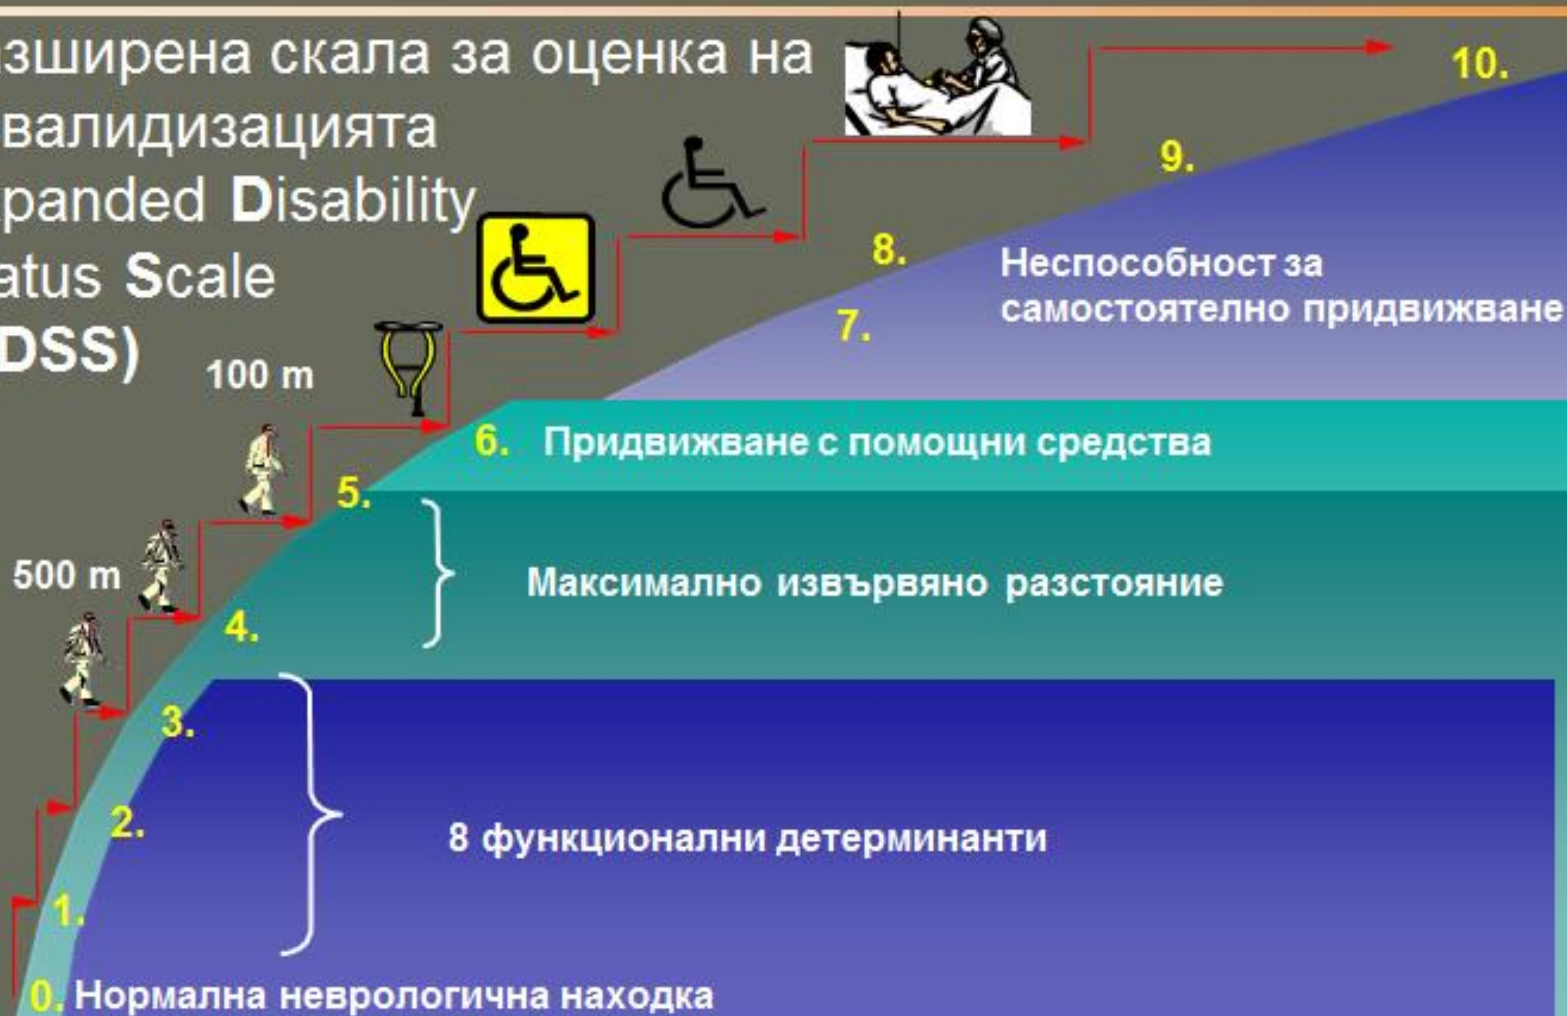 зширена скала за оценка на
валидизацията
panded Disability
atus Scale
DSS)
100 m
500 m
10.
9.
8.
Неспособност за
самостоятелно придвижване
7.
6. Придвижване с помощни средства
5.
Максимално извървяно разстояние
4.
3.
2.
8 функционални детерминанти
1.
0. Нормална неврологична находка